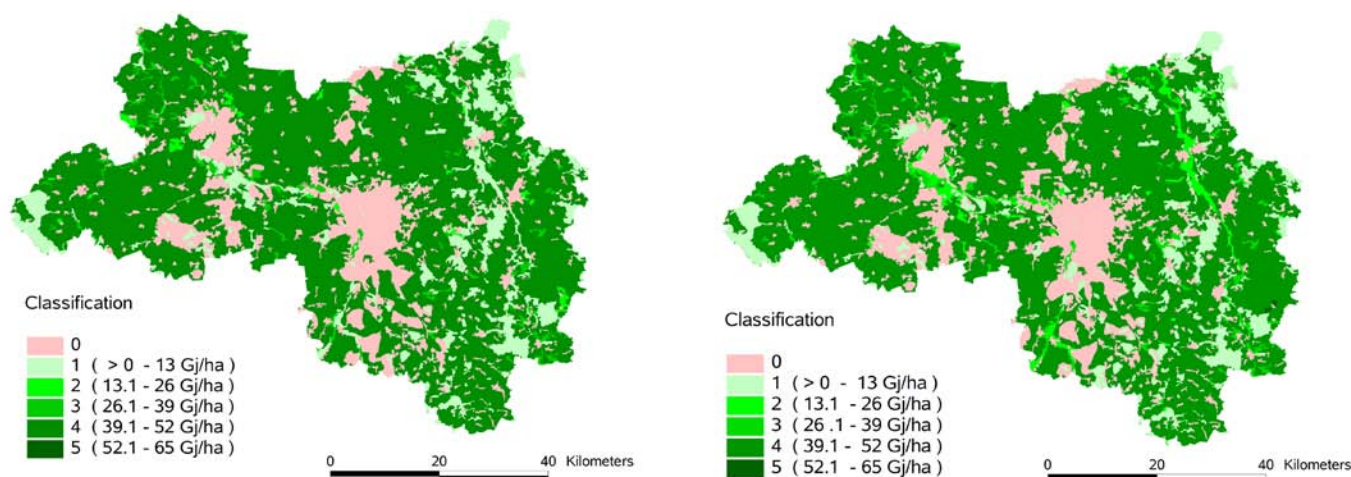 Classification
0
1 ( > 0 - 13 Gj/ha )
2 ( 13.1 - 26 Gj/ha )
3 ( 26.1 - 39 Gj/ha )
4 ( 39.1 - 52 Gj/ha )
5 ( 52.1 - 65 Gj/ha )
0 20 40 Kilometers
Classification
0
1 ( > 0 - 13 Gj/ha )
2 ( 13.1 - 26 Gj/ha )
3 ( 26 .1 - 39 Gj/ha )
4 ( 39.1 - 52 Gj/ha )
5 ( 52.1 - 65 Gj/ha )
0 20 40 Kilometers